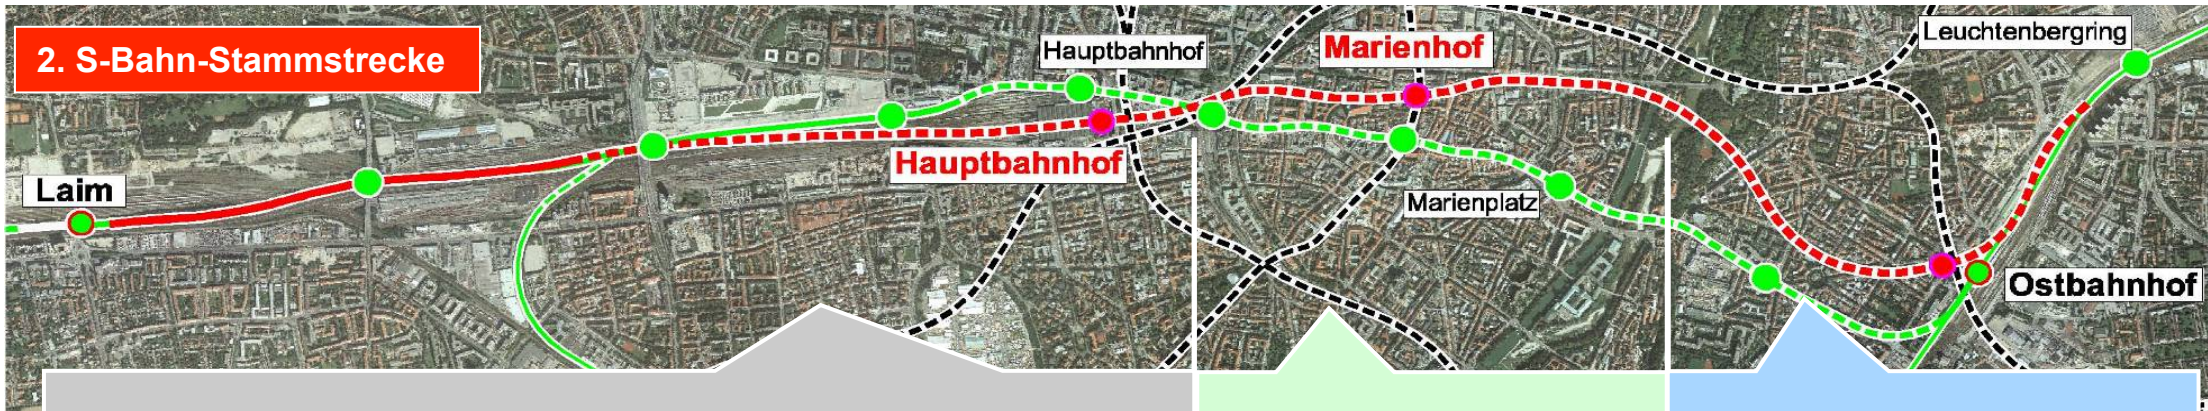 2. S-Bahn-Stammstrecke
Hauptbahnhof
Marienhof
Leuchtenbergring
Laim
Hauptbahnhof
Marienplatz
Ostbahnhof